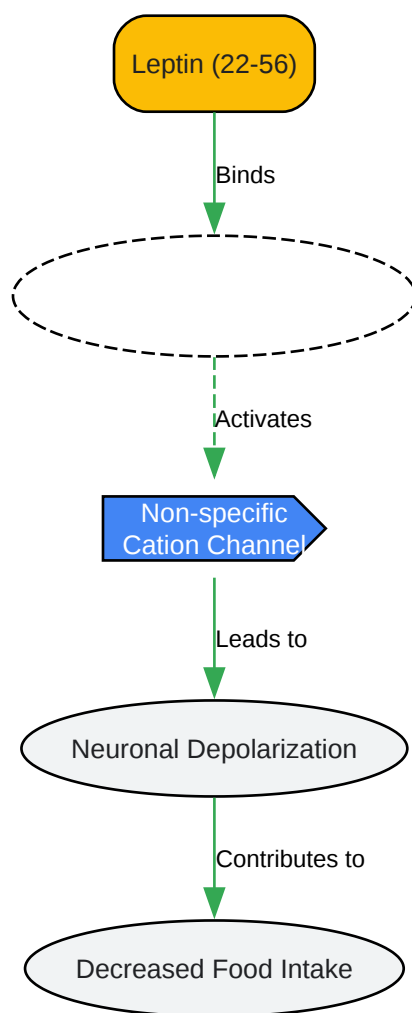 Leptin (22-56)
Binds
Activates
Non-specific
Cation Channel
Leads to
Neuronal Depolarization
Contributes to
Decreased Food Intake